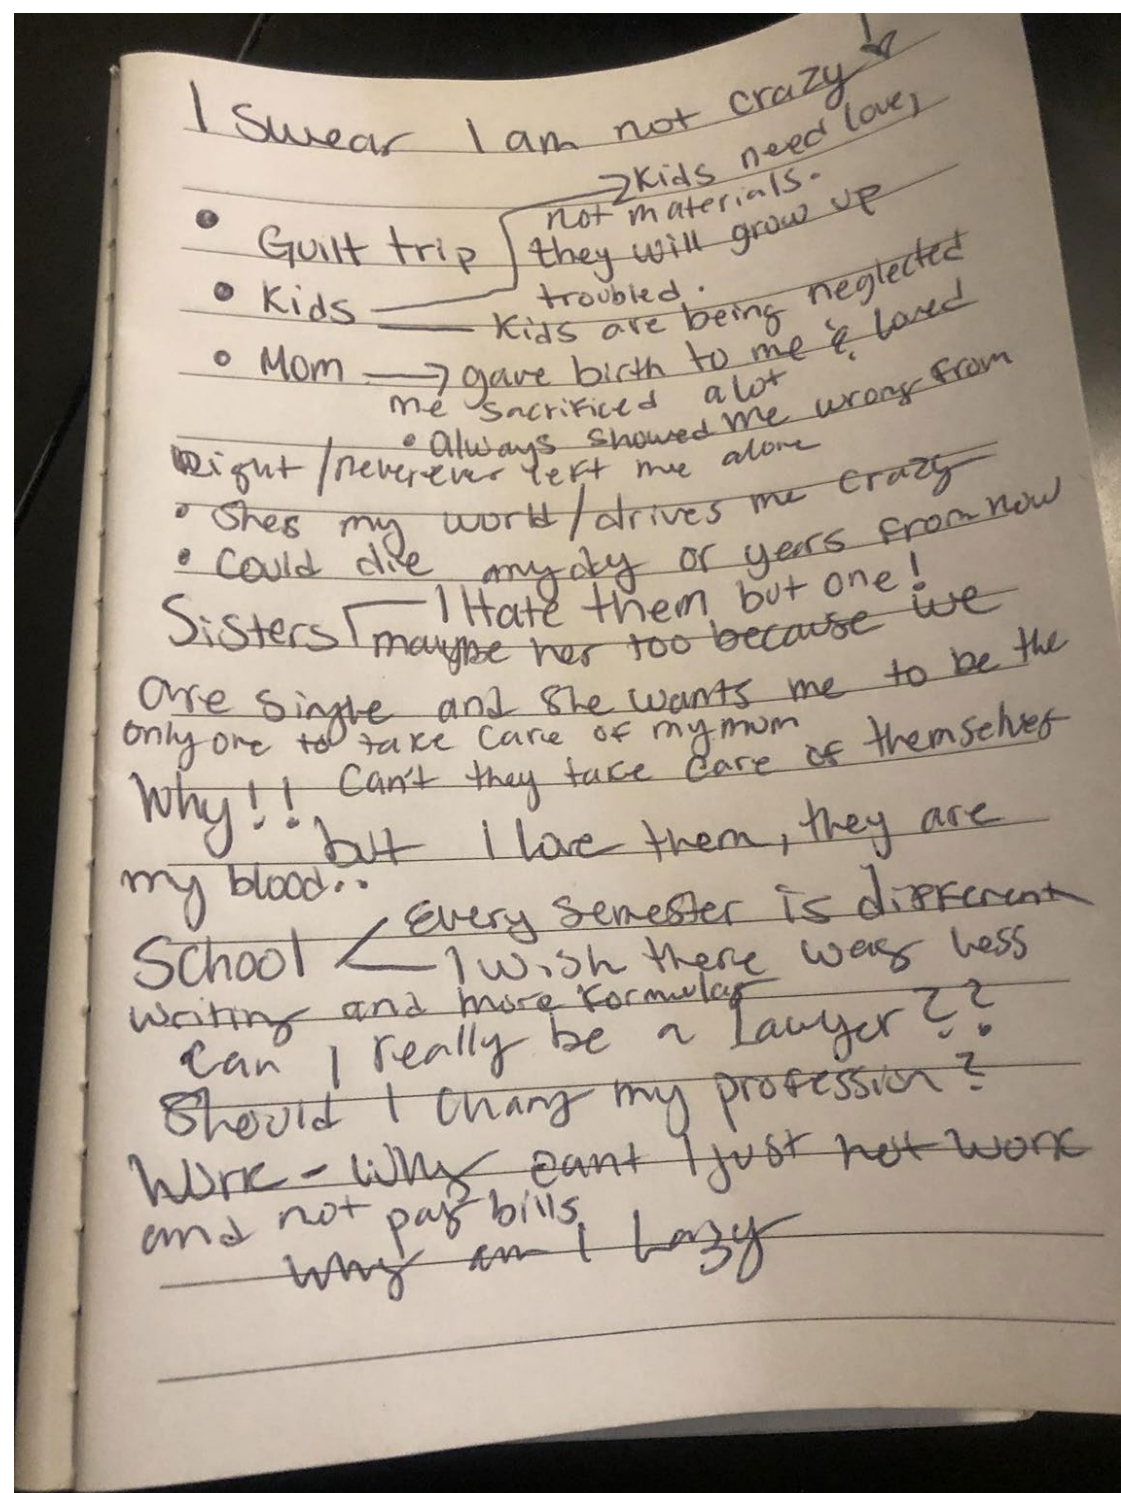 I Swear I am not crazy
• Guilt trip
• Kids → Kids need love,
not materials.
they will grow up
troubled.
Kids are being neglected
• Mom → gave birth to me & loved
me sacrificed alot
• always showed me wrong from
right / neverever left me alone
• Shes my world / drives me crazy
• Could die anyday or years from now
Sisters I Hate them but one!
maybe her too because we
are single and she wants me to be the
only one to take care of my mum
Why!! Can't they take care of themselves
but I love them, they are
my blood..
School < Every semester is different
I wish there was less
writing and more formulas
Can I really be a Lawyer??
Should I chang my profession?
Work - Why cant I just not work
and not pay bills,
Why am I Lazy